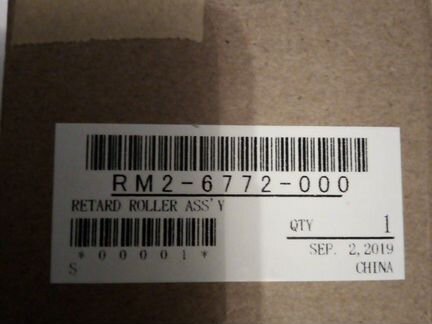 RM2-6772-000
RETARD ROLLER ASS'Y
QTY 1
*00001*
SEP. 2,2019
S
CHINA